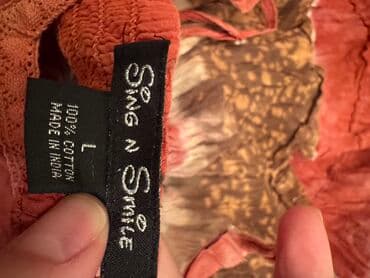 SING N SMILE
L
100% COTTON
MADE IN INDIA